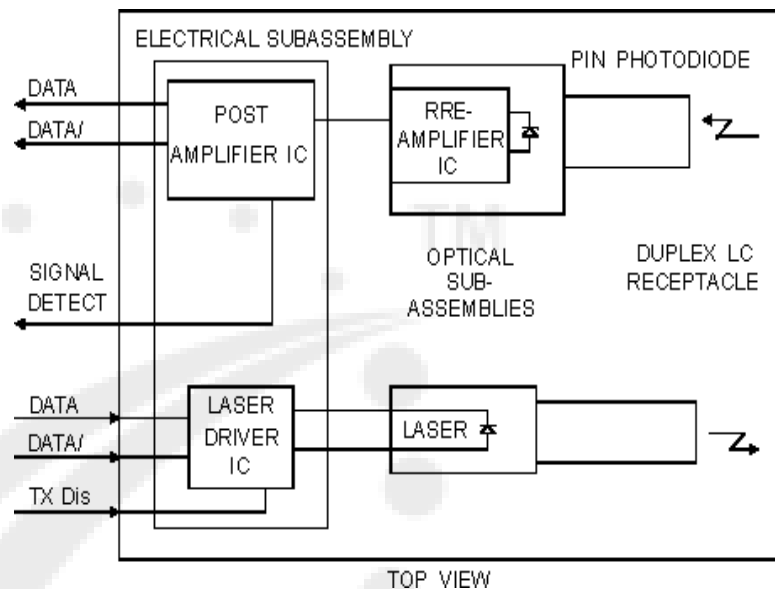 ELECTRICAL SUBASSEMBLY
PIN PHOTODIODE
DATA
DATA/
POST
AMPLIFIER IC
RRE-
AMPLIFIER
IC
TM
SIGNAL
DETECT
OPTICAL
SUB-
ASSEMBLIES
DUPLEX LC
RECEPTACLE
DATA
DATA/
TX Dis
LASER
DRIVER
IC
LASER
TOP VIEW